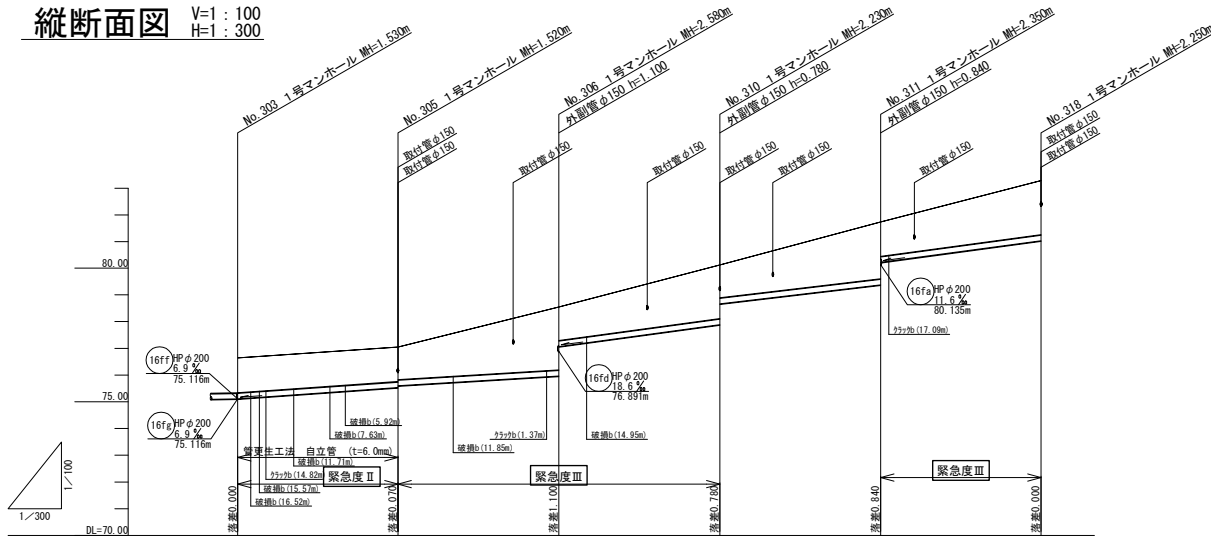 縦断面図
V=1 : 100
H=1 : 300
No.303 1号マンホール MH=1.530m
No.305 1号マンホール MH=1.520m
取付管φ150
取付管φ150
取付管φ150
No.306 1号マンホール MH=2.580m
外副管φ150 h=1.100
取付管φ150
No.310 1号マンホール MH=2.230m
外副管φ150 h=0.780
取付管φ150
取付管φ150
No.311 1号マンホール MH=2.350m
外副管φ150 h=0.840
取付管φ150
No.318 1号マンホール MH=2.250m
取付管φ150
取付管φ150
80.00
75.00
DL=70.00
16ff
HPφ200
6.9 ‰
75.116m
16fg
HPφ200
6.9 ‰
75.116m
16fd
HPφ200
18.6 ‰
76.891m
16fa
HPφ200
11.6 ‰
80.135m
クラックb(17.09m)
破損b(5.92m)
破損b(7.63m)
管更生工法 自立管 (t=6.0mm)
破損b(11.71m)
クラックb(14.82m)
破損b(15.57m)
破損b(16.52m)
クラックb(1.37m)
破損b(11.85m)
破損b(14.95m)
緊急度Ⅱ
緊急度Ⅲ
緊急度Ⅲ
落差0.000
落差0.070
落差1.100
落差0.780
落差0.840
落差0.000
1/100
1/300